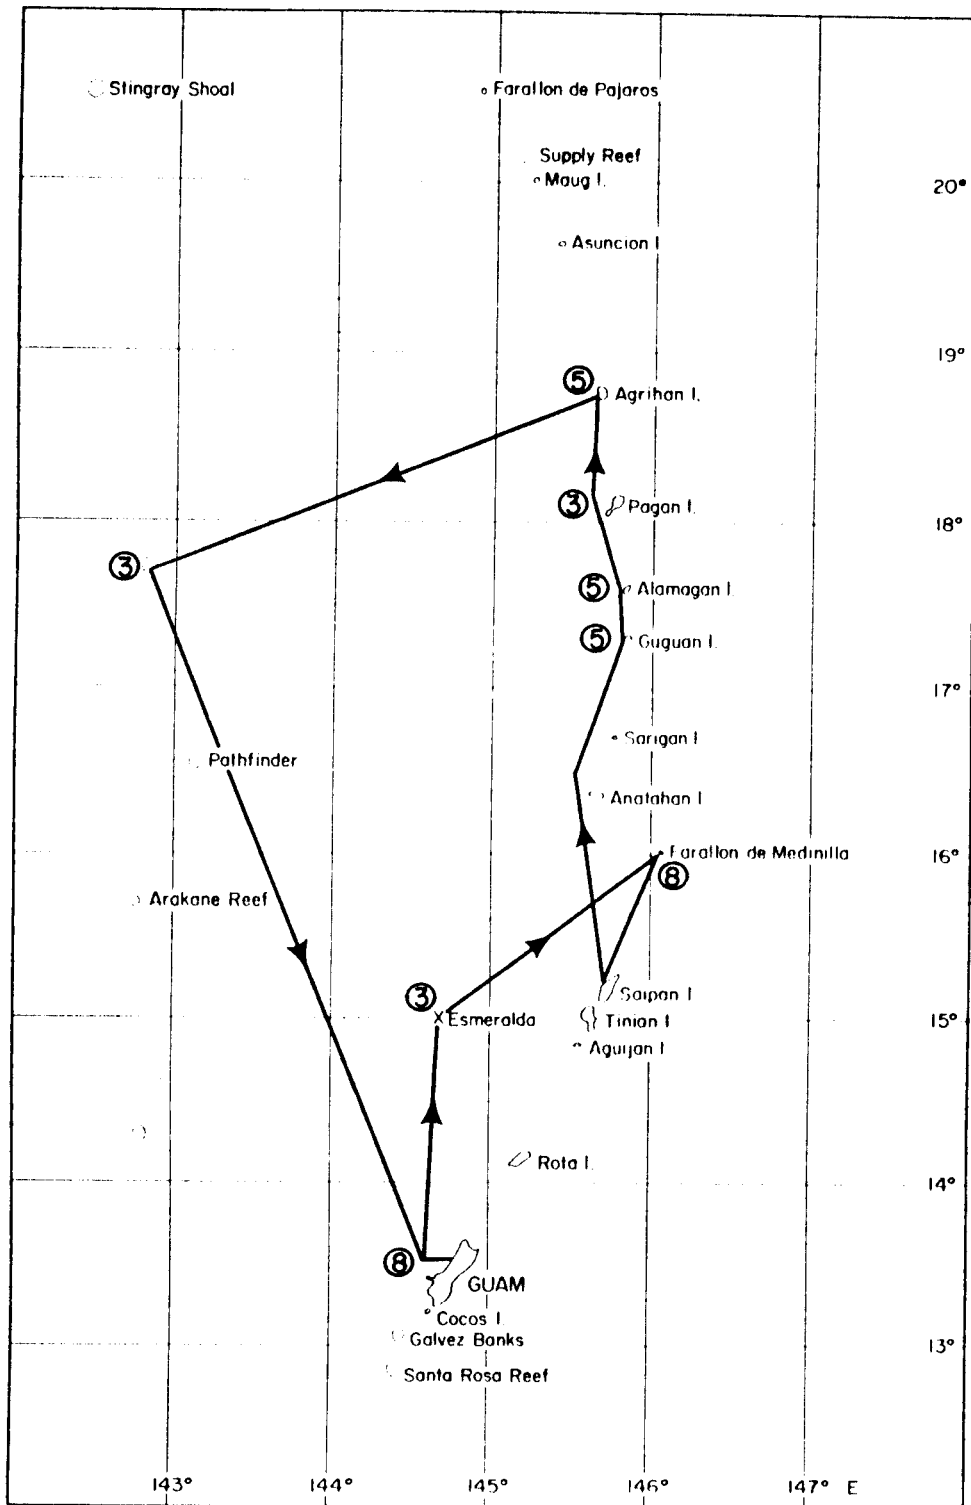 Stingray Shoal
Farallon de Pajaros
Supply Reef
Maug I.
20°
Asuncion I
19°
⑤
Agrihan I.
③
Pagan I.
18°
③
⑤
Alamagan I.
⑤
Guguan I.
17°
Sarigan I.
Pathfinder
Anatahan I
Farallon de Medinilla
16°
⑧
Arakane Reef
③
Saipan I
Esmeralda
Tinian I
15°
Aguijan I
Rota I.
14°
⑧
GUAM
Cocos I.
Galvez Banks
13°
Santa Rosa Reef
143°
144°
145°
146°
147° E